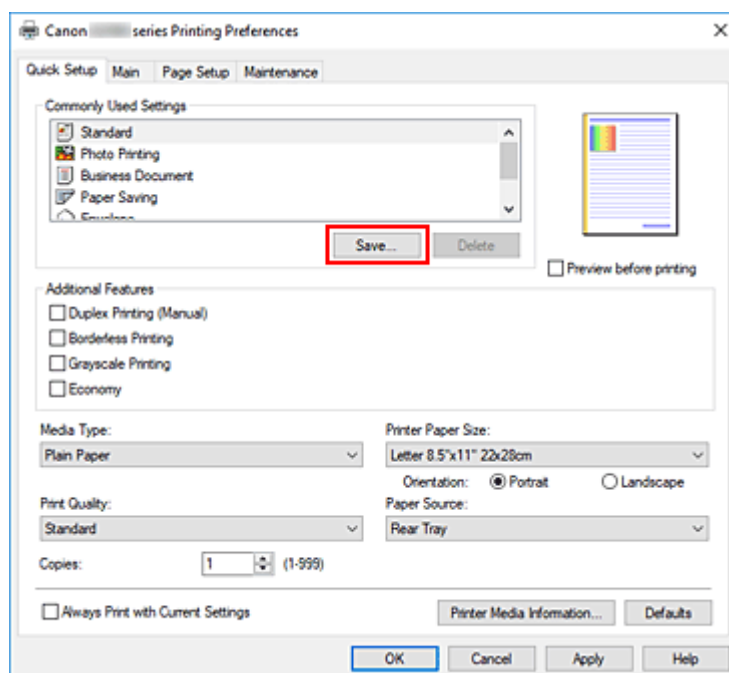 Canon series Printing Preferences
Quick Setup Main Page Setup Maintenance
Commonly Used Settings
Standard
Photo Printing
Business Document
Paper Saving
Envelope
Save... Delete
Preview before printing
Additional Features
Duplex Printing (Manual)
Borderless Printing
Grayscale Printing
Economy
Media Type: Printer Paper Size:
Plain Paper Letter 8.5"x11" 22x28cm
Orientation: Portrait Landscape
Print Quality: Paper Source:
Standard Rear Tray
Copies: 1 (1-999)
Always Print with Current Settings Printer Media Information... Defaults
OK Cancel Apply Help